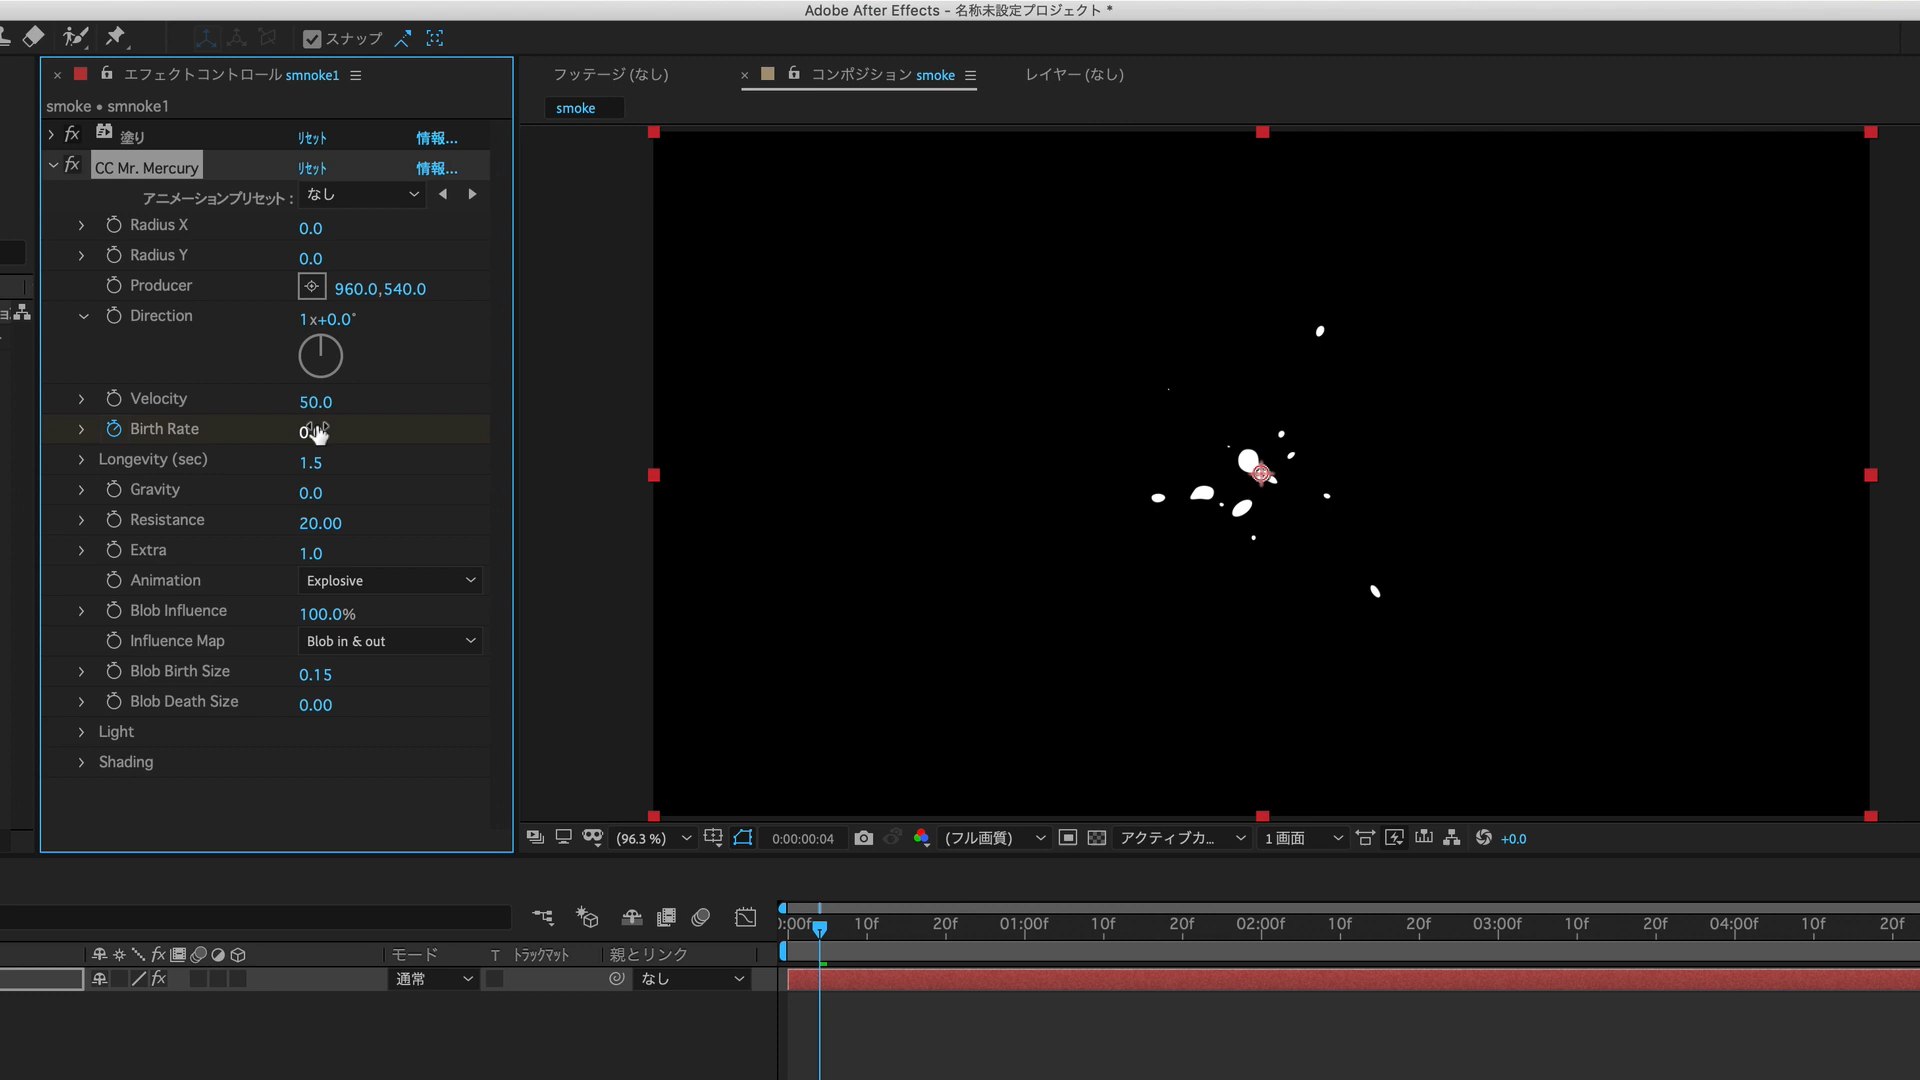 Adobe After Effects - 名称未設定プロジェクト *
スナップ
× エフェクトコントロール smnoke1
フッテージ (なし)
× コンポジション smoke
レイヤー (なし)
smoke • smnoke1
smoke
fx 塗り リセット 情報...
fx CC Mr. Mercury リセット 情報...
アニメーションプリセット : なし
Radius X 0.0
Radius Y 0.0
Producer 960.0,540.0
Direction 1x+0.0°
Velocity 50.0
Birth Rate
Longevity (sec) 1.5
Gravity 0.0
Resistance 20.00
Extra 1.0
Animation Explosive
Blob Influence 100.0%
Influence Map Blob in & out
Blob Birth Size 0.15
Blob Death Size 0.00
Light
Shading
(96.3 %) 0:00:00:04 (フル画質) アクティブカ... 1 画面 +0.0
):00f 10f 20f 01:00f 10f 20f 02:00f 10f 20f 03:00f 10f 20f 04:00f 10f 20f
fx モード T トラックマット 親とリンク
fx 通常 なし